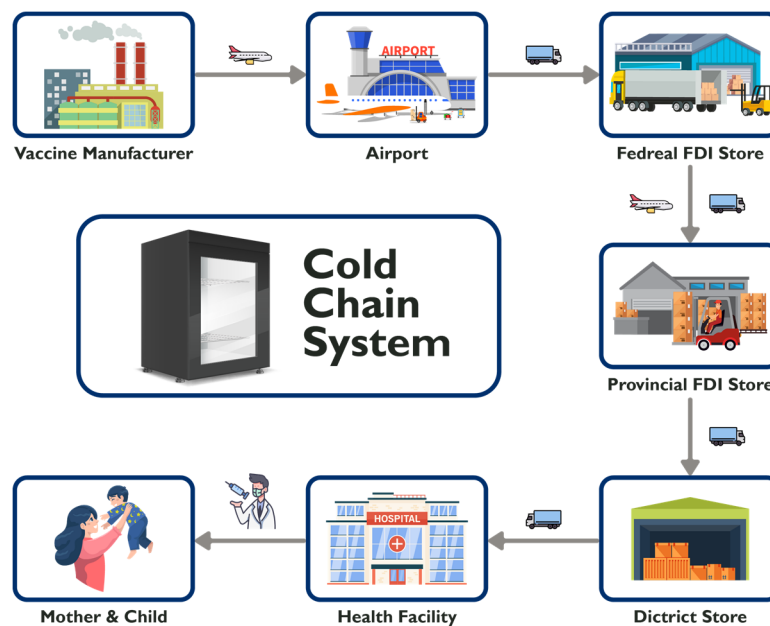 AIRPORT
Vaccine Manufacturer
Airport
Fedreal FDI Store
Cold
Chain
System
Provincial FDI Store
HOSPITAL
Mother & Child
Health Facility
Dictrict Store